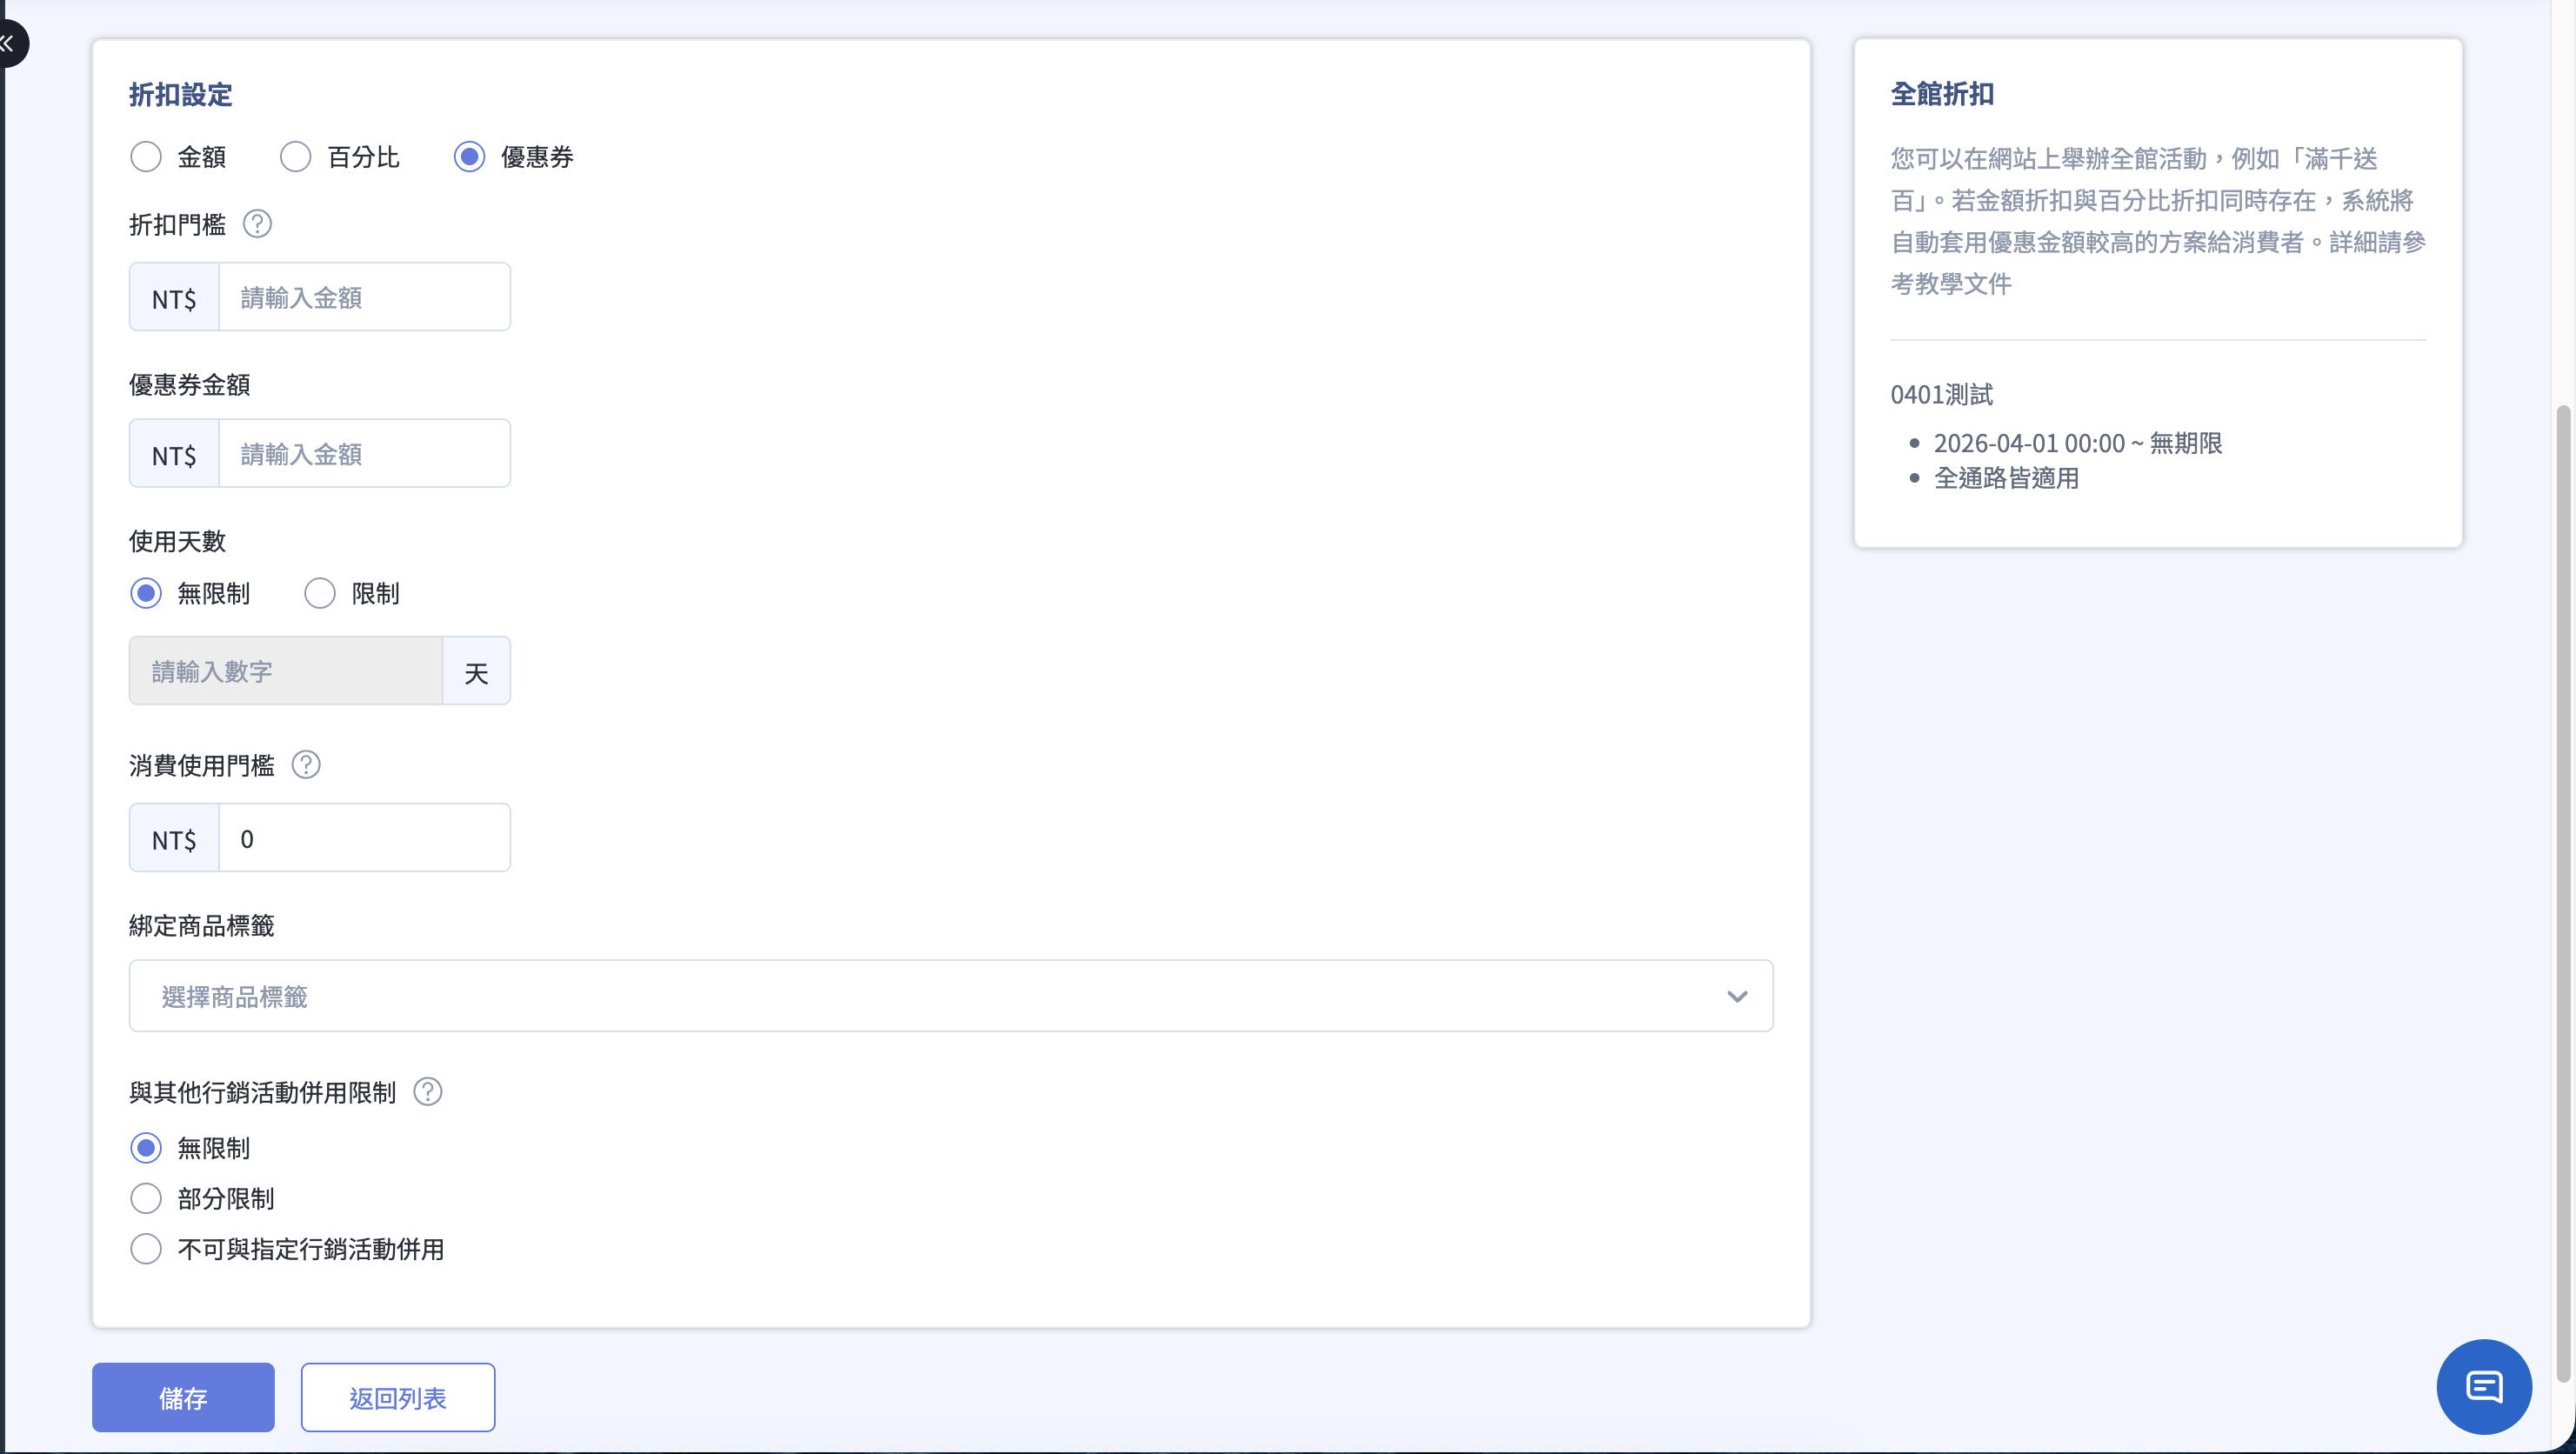 折扣設定
金額 百分比 優惠券
折扣門檻 ?
NT$ 請輸入金額
優惠券金額
NT$ 請輸入金額
使用天數
無限制 限制
請輸入數字 天
消費使用門檻 ?
NT$ 0
綁定商品標籤
選擇商品標籤
與其他行銷活動併用限制 ?
無限制
部分限制
不可與指定行銷活動併用
儲存 返回列表
全館折扣
您可以在網站上舉辦全館活動，例如「滿千送
百」。若金額折扣與百分比折扣同時存在，系統將
自動套用優惠金額較高的方案給消費者。詳細請參
考教學文件
0401測試
2026-04-01 00:00 ~ 無期限
全通路皆適用